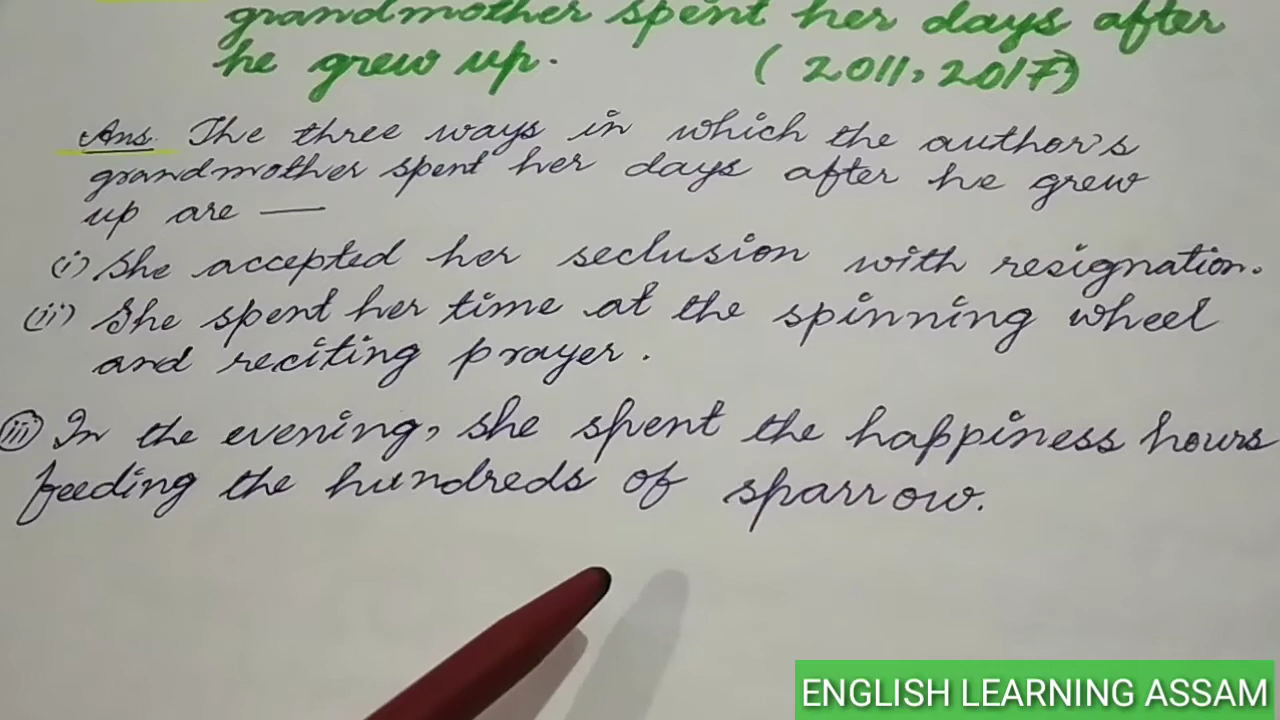 grandmother spent her days after
he grew up. (2011, 2017)
Ans. The three ways in which the author's
grandmother spent her days after he grew
up are —
(i) She accepted her seclusion with resignation.
(ii) She spent her time at the spinning wheel
and reciting prayer.
(iii) In the evening, she spent the happiness hours
feeding the hundreds of sparrow.
ENGLISH LEARNING ASSAM